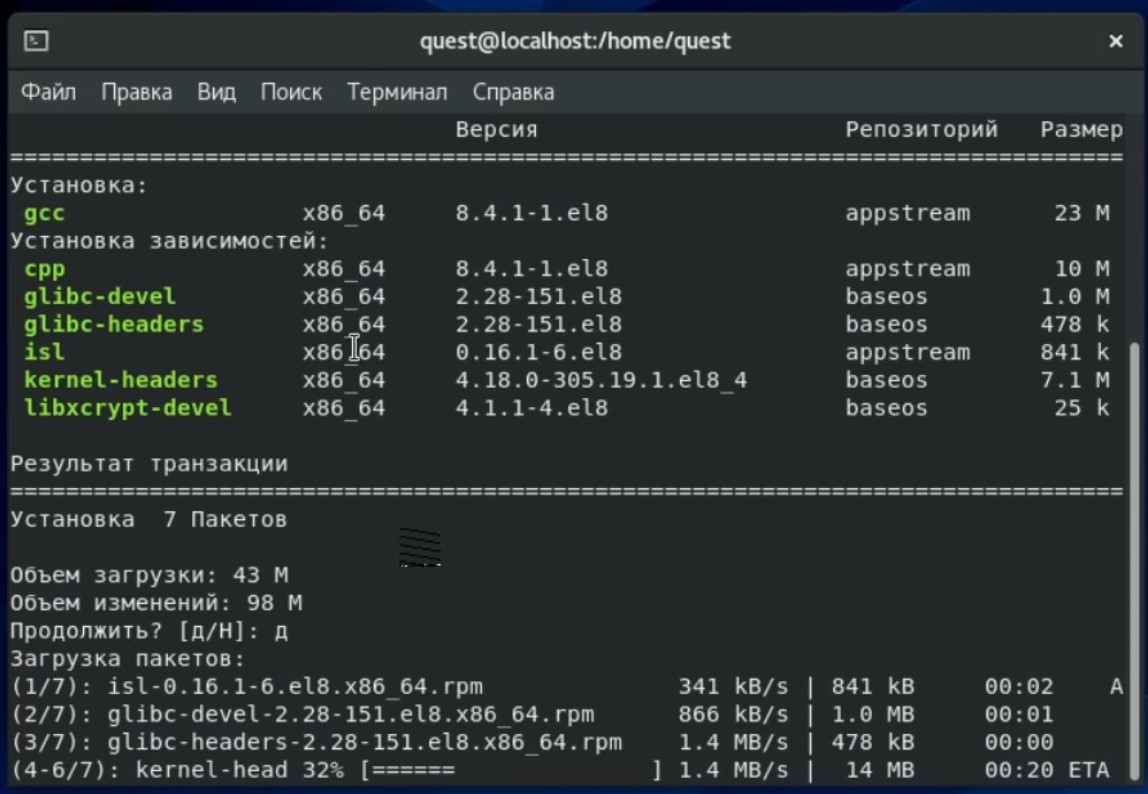 quest@localhost:/home/quest ×
Файл Правка Вид Поиск Терминал Справка
Версия Репозиторий Размер
================================================================================
Установка:
gcc x86_64 8.4.1-1.el8 appstream 23 M
Установка зависимостей:
cpp x86_64 8.4.1-1.el8 appstream 10 M
glibc-devel x86_64 2.28-151.el8 baseos 1.0 M
glibc-headers x86_64 2.28-151.el8 baseos 478 k
isl x86_64 0.16.1-6.el8 appstream 841 k
kernel-headers x86_64 4.18.0-305.19.1.el8_4 baseos 7.1 M
libxcrypt-devel x86_64 4.1.1-4.el8 baseos 25 k
Результат транзакции
================================================================================
Установка 7 Пакетов
Объем загрузки: 43 M
Объем изменений: 98 M
Продолжить? [д/Н]: д
Загрузка пакетов:
(1/7): isl-0.16.1-6.el8.x86_64.rpm 341 kB/s | 841 kB 00:02 A
(2/7): glibc-devel-2.28-151.el8.x86_64.rpm 866 kB/s | 1.0 MB 00:01
(3/7): glibc-headers-2.28-151.el8.x86_64.rpm 1.4 MB/s | 478 kB 00:00
(4-6/7): kernel-head 32% [====== ] 1.4 MB/s | 14 MB 00:20 ETA